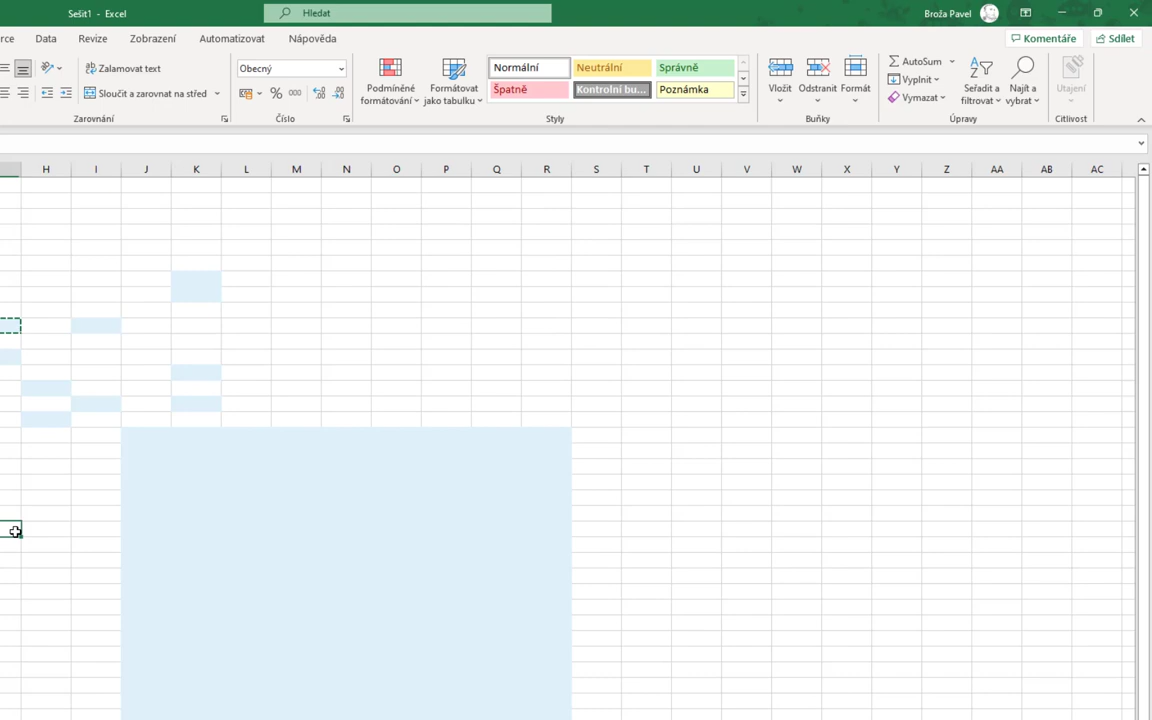 Sešit1 - Excel
Hledat
Broža Pavel
rce Data Revize Zobrazení Automatizovat Nápověda
Komentáře Sdílet
Zalamovat text
Sloučit a zarovnat na střed
Zarovnání
Obecný
% 000
Číslo
Podmíněné
formátování
Formátovat
jako tabulku
Normální Neutrální Správně
Špatně Kontrolní bu... Poznámka
Styly
Vložit Odstranit Formát
Buňky
AutoSum
Vyplnit
Vymazat
Seřadit a
filtrovat
Najít a
vybrat
Úpravy
Utajení
Citlivost
H I J K L M N O P Q R S T U V W X Y Z AA AB AC